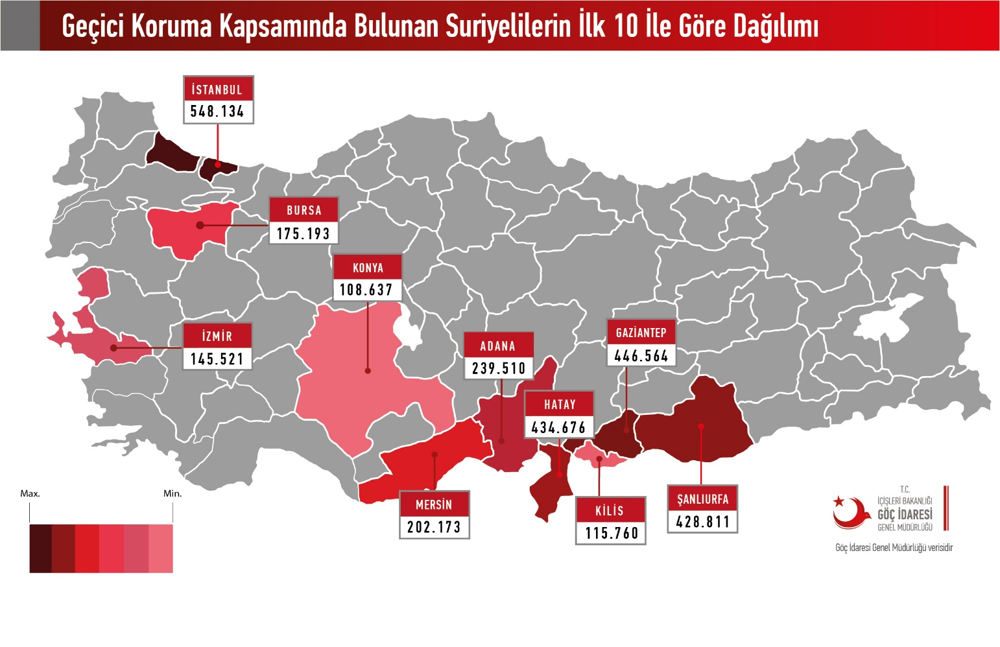 Geçici Koruma Kapsamında Bulunan Suriyelilerin İlk 10 İle Göre Dağılımı
İSTANBUL
548.134
BURSA
175.193
KONYA
108.637
İZMİR
145.521
ADANA
239.510
GAZİANTEP
446.564
HATAY
434.676
MERSİN
202.173
KİLİS
115.760
ŞANLIURFA
428.811
Max.
Min.
T.C.
İÇİŞLERİ BAKANLIĞI
GÖÇ İDARESİ
GENEL MÜDÜRLÜĞÜ
Göç İdaresi Genel Müdürlüğü verisidir